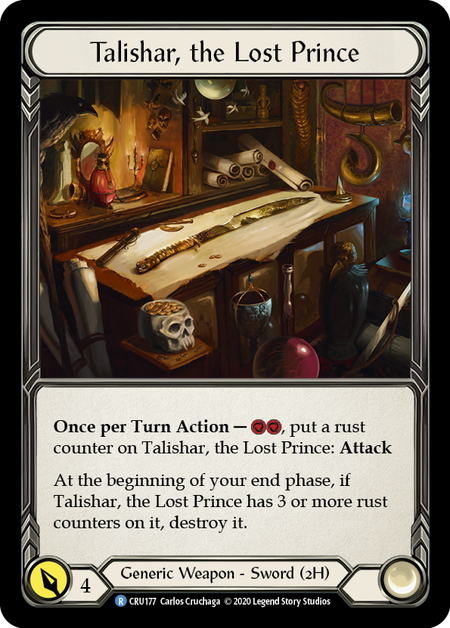 Talishar, the Lost Prince
Once per Turn Action — , put a rust
counter on Talishar, the Lost Prince: Attack
At the beginning of your end phase, if
Talishar, the Lost Prince has 3 or more rust
counters on it, destroy it.
4
Generic Weapon - Sword (2H)
R CRU177 Carlos Cruchaga © 2020 Legend Story Studios